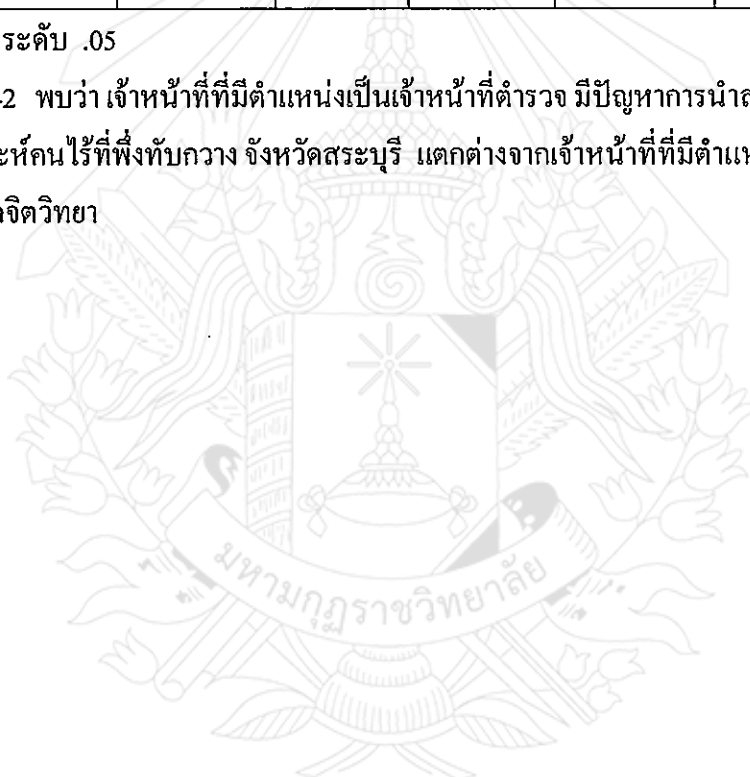 ระดับ .05
2 พบว่า เจ้าหน้าที่ที่มีตำแหน่งเป็นเจ้าหน้าที่ตำรวจ มีปัญหาการนำส
ะห์คนไร้ที่พึ่งทับกวาง จังหวัดสระบุรี แตกต่างจากเจ้าหน้าที่ที่มีตำแห
จิตวิทยา
มหามกุฏราชวิทยาลัย